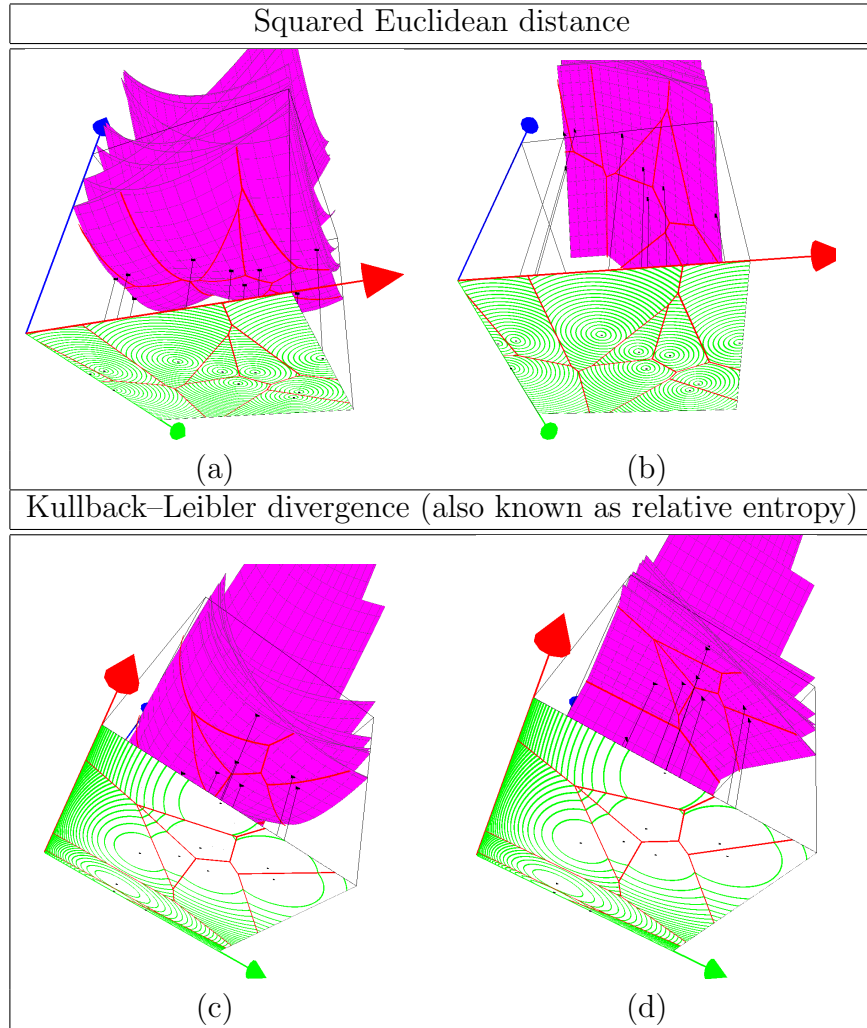 Squared Euclidean distance
(a) (b)
Kullback–Leibler divergence (also known as relative entropy)
(c) (d)